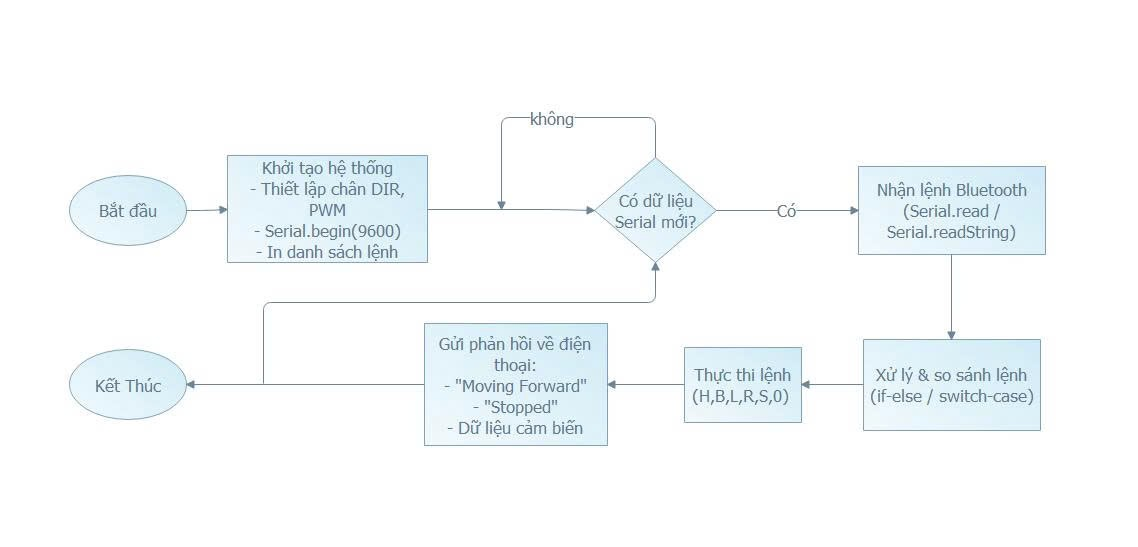 Bắt đầu
Khởi tạo hệ thống
- Thiết lập chân DIR,
PWM
- Serial.begin(9600)
- In danh sách lệnh
không
Có dữ liệu
Serial mới?
Có
Nhận lệnh Bluetooth
(Serial.read /
Serial.readString)
Xử lý & so sánh lệnh
(if-else / switch-case)
Thực thi lệnh
(H,B,L,R,S,0)
Gửi phản hồi về điện
thoại:
- "Moving Forward"
- "Stopped"
- Dữ liệu cảm biến
Kết Thúc